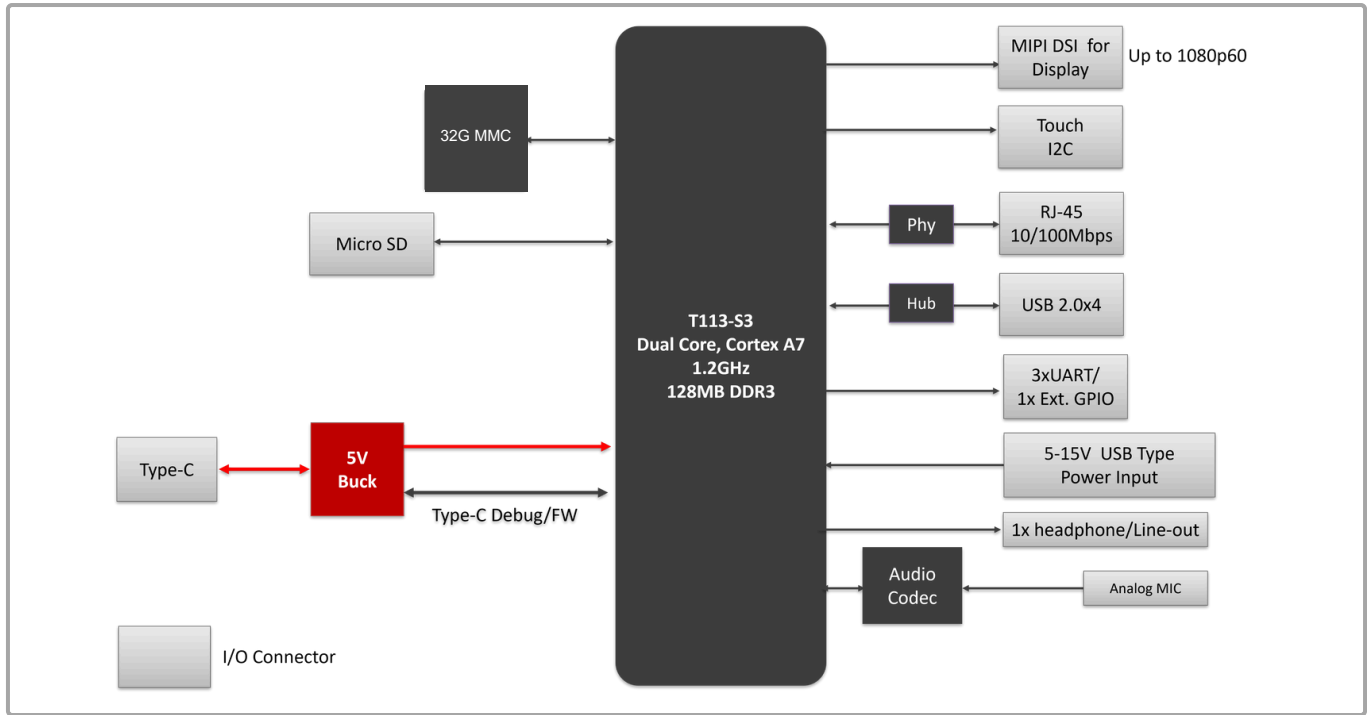 MIPI DSI for
Display
Up to 1080p60
32G MMC
Touch
I2C
Micro SD
Phy
RJ-45
10/100Mbps
Hub
USB 2.0x4
T113-S3
Dual Core, Cortex A7
1.2GHz
128MB DDR3
3xUART/
1x Ext. GPIO
Type-C
5V
Buck
Type-C Debug/FW
5-15V USB Type
Power Input
1x headphone/Line-out
Audio
Codec
Analog MIC
I/O Connector